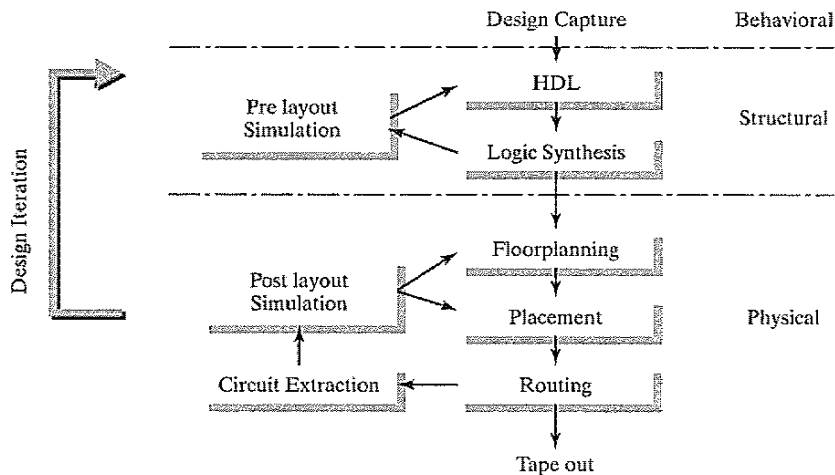 Design Capture
Behavioral
HDL
Pre layout
Simulation
Structural
Logic Synthesis
Design Iteration
Floorplanning
Post layout
Simulation
Placement
Physical
Circuit Extraction
Routing
Tape out